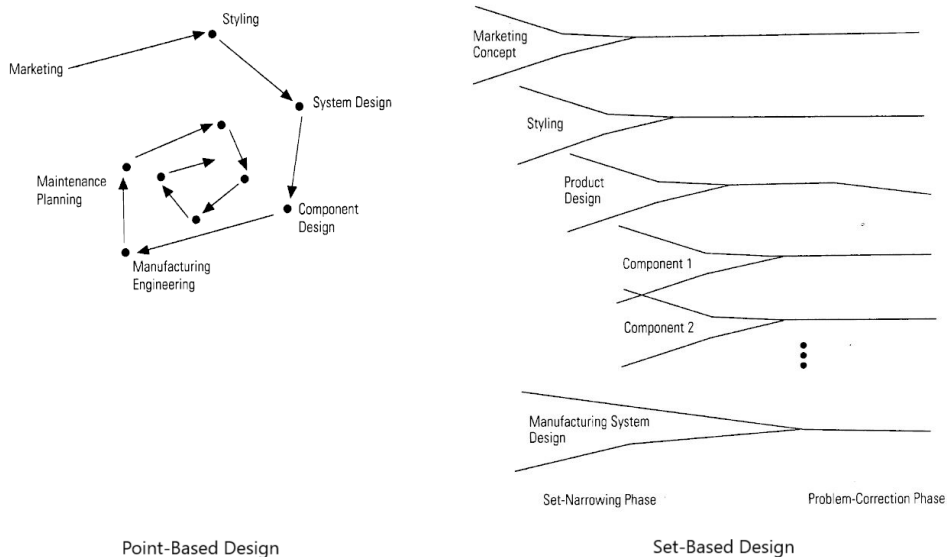 Styling
Marketing
System Design
Maintenance
Planning
Component
Design
Manufacturing
Engineering
Point-Based Design
Marketing
Concept
Styling
Product
Design
Component 1
Component 2
Manufacturing System
Design
Set-Narrowing Phase
Problem-Correction Phase
Set-Based Design